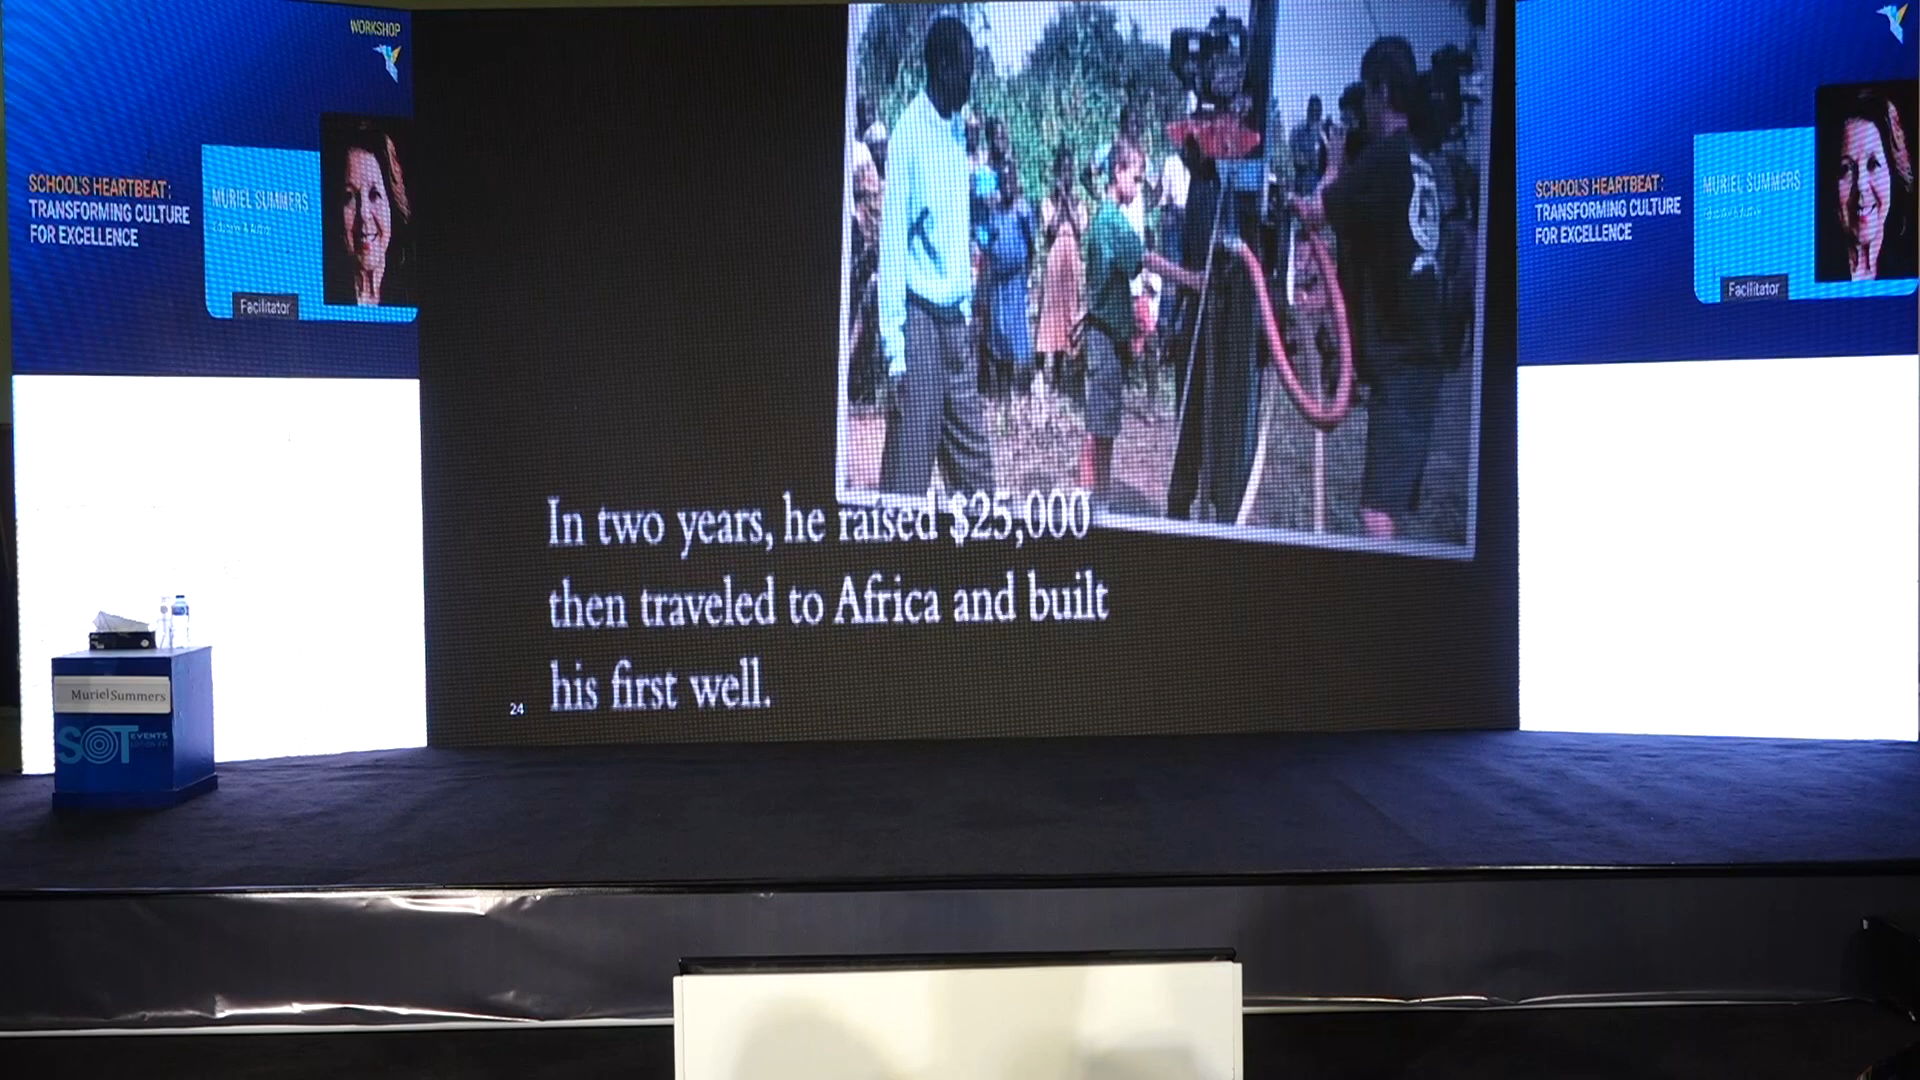 WORKSHOP
SCHOOL'S HEARTBEAT:
TRANSFORMING CULTURE
FOR EXCELLENCE
MURIEL SUMMERS
Facilitator
In two years, he raised $25,000
then traveled to Africa and built
his first well.
24
Muriel Summers
SOT EVENTS
SCHOOL'S HEARTBEAT:
TRANSFORMING CULTURE
FOR EXCELLENCE
MURIEL SUMMERS
Facilitator